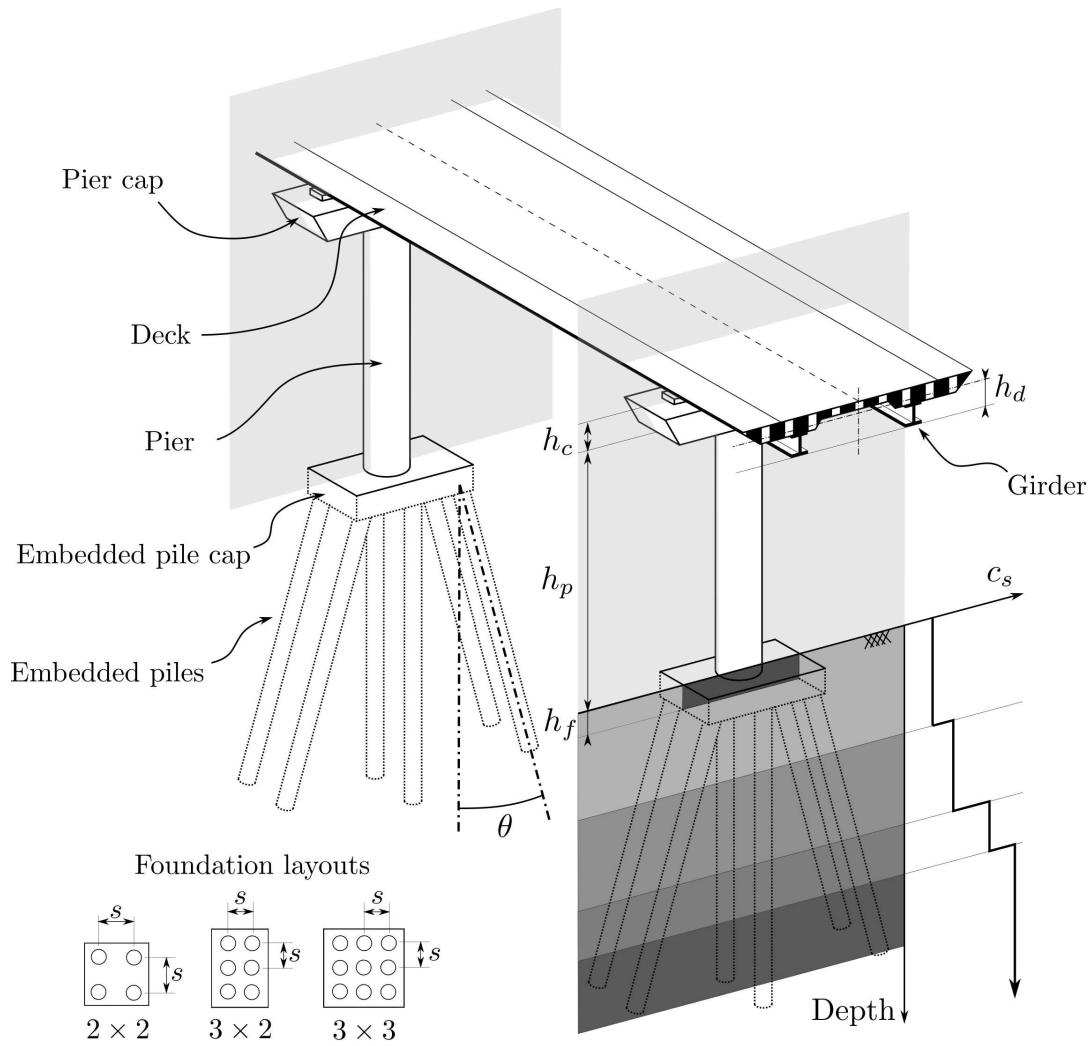 Pier cap
Deck
Pier
Embedded pile cap
Embedded piles
θ
h_c
h_p
h_f
h_d
Girder
c_s
Depth
Foundation layouts
s
s
s
s
s
s
2 × 2
3 × 2
3 × 3